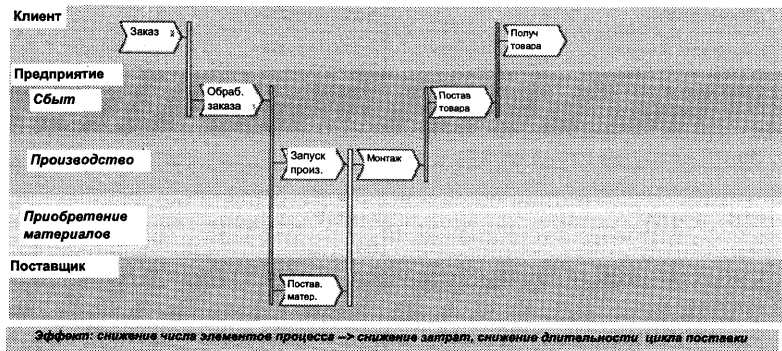 Клиент
Заказ
Получ
товара
Предприятие
Сбыт
Обраб.
заказа
Постав
товара
Производство
Запуск
произ.
Монтаж
Приобретение
материалов
Поставщик
Постав.
матер.
Эффект: снижение числа элементов процесса --> снижение затрат, снижение длительности цикла поставки